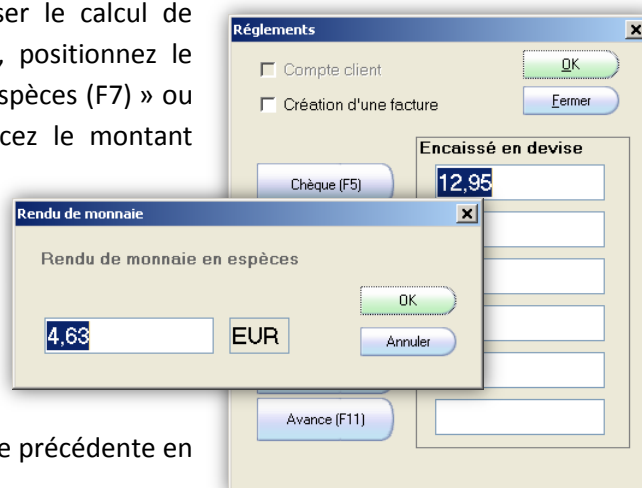 ser le calcul de
, positionnez le
spèces (F7) » ou
cez le montant
e précédente en
Réglements
Compte client
OK
Création d'une facture
Fermer
Encaissé en devise
Chèque (F5)
12,95
Rendu de monnaie
Rendu de monnaie en espèces
OK
4,63
EUR
Annuler
Avance (F11)